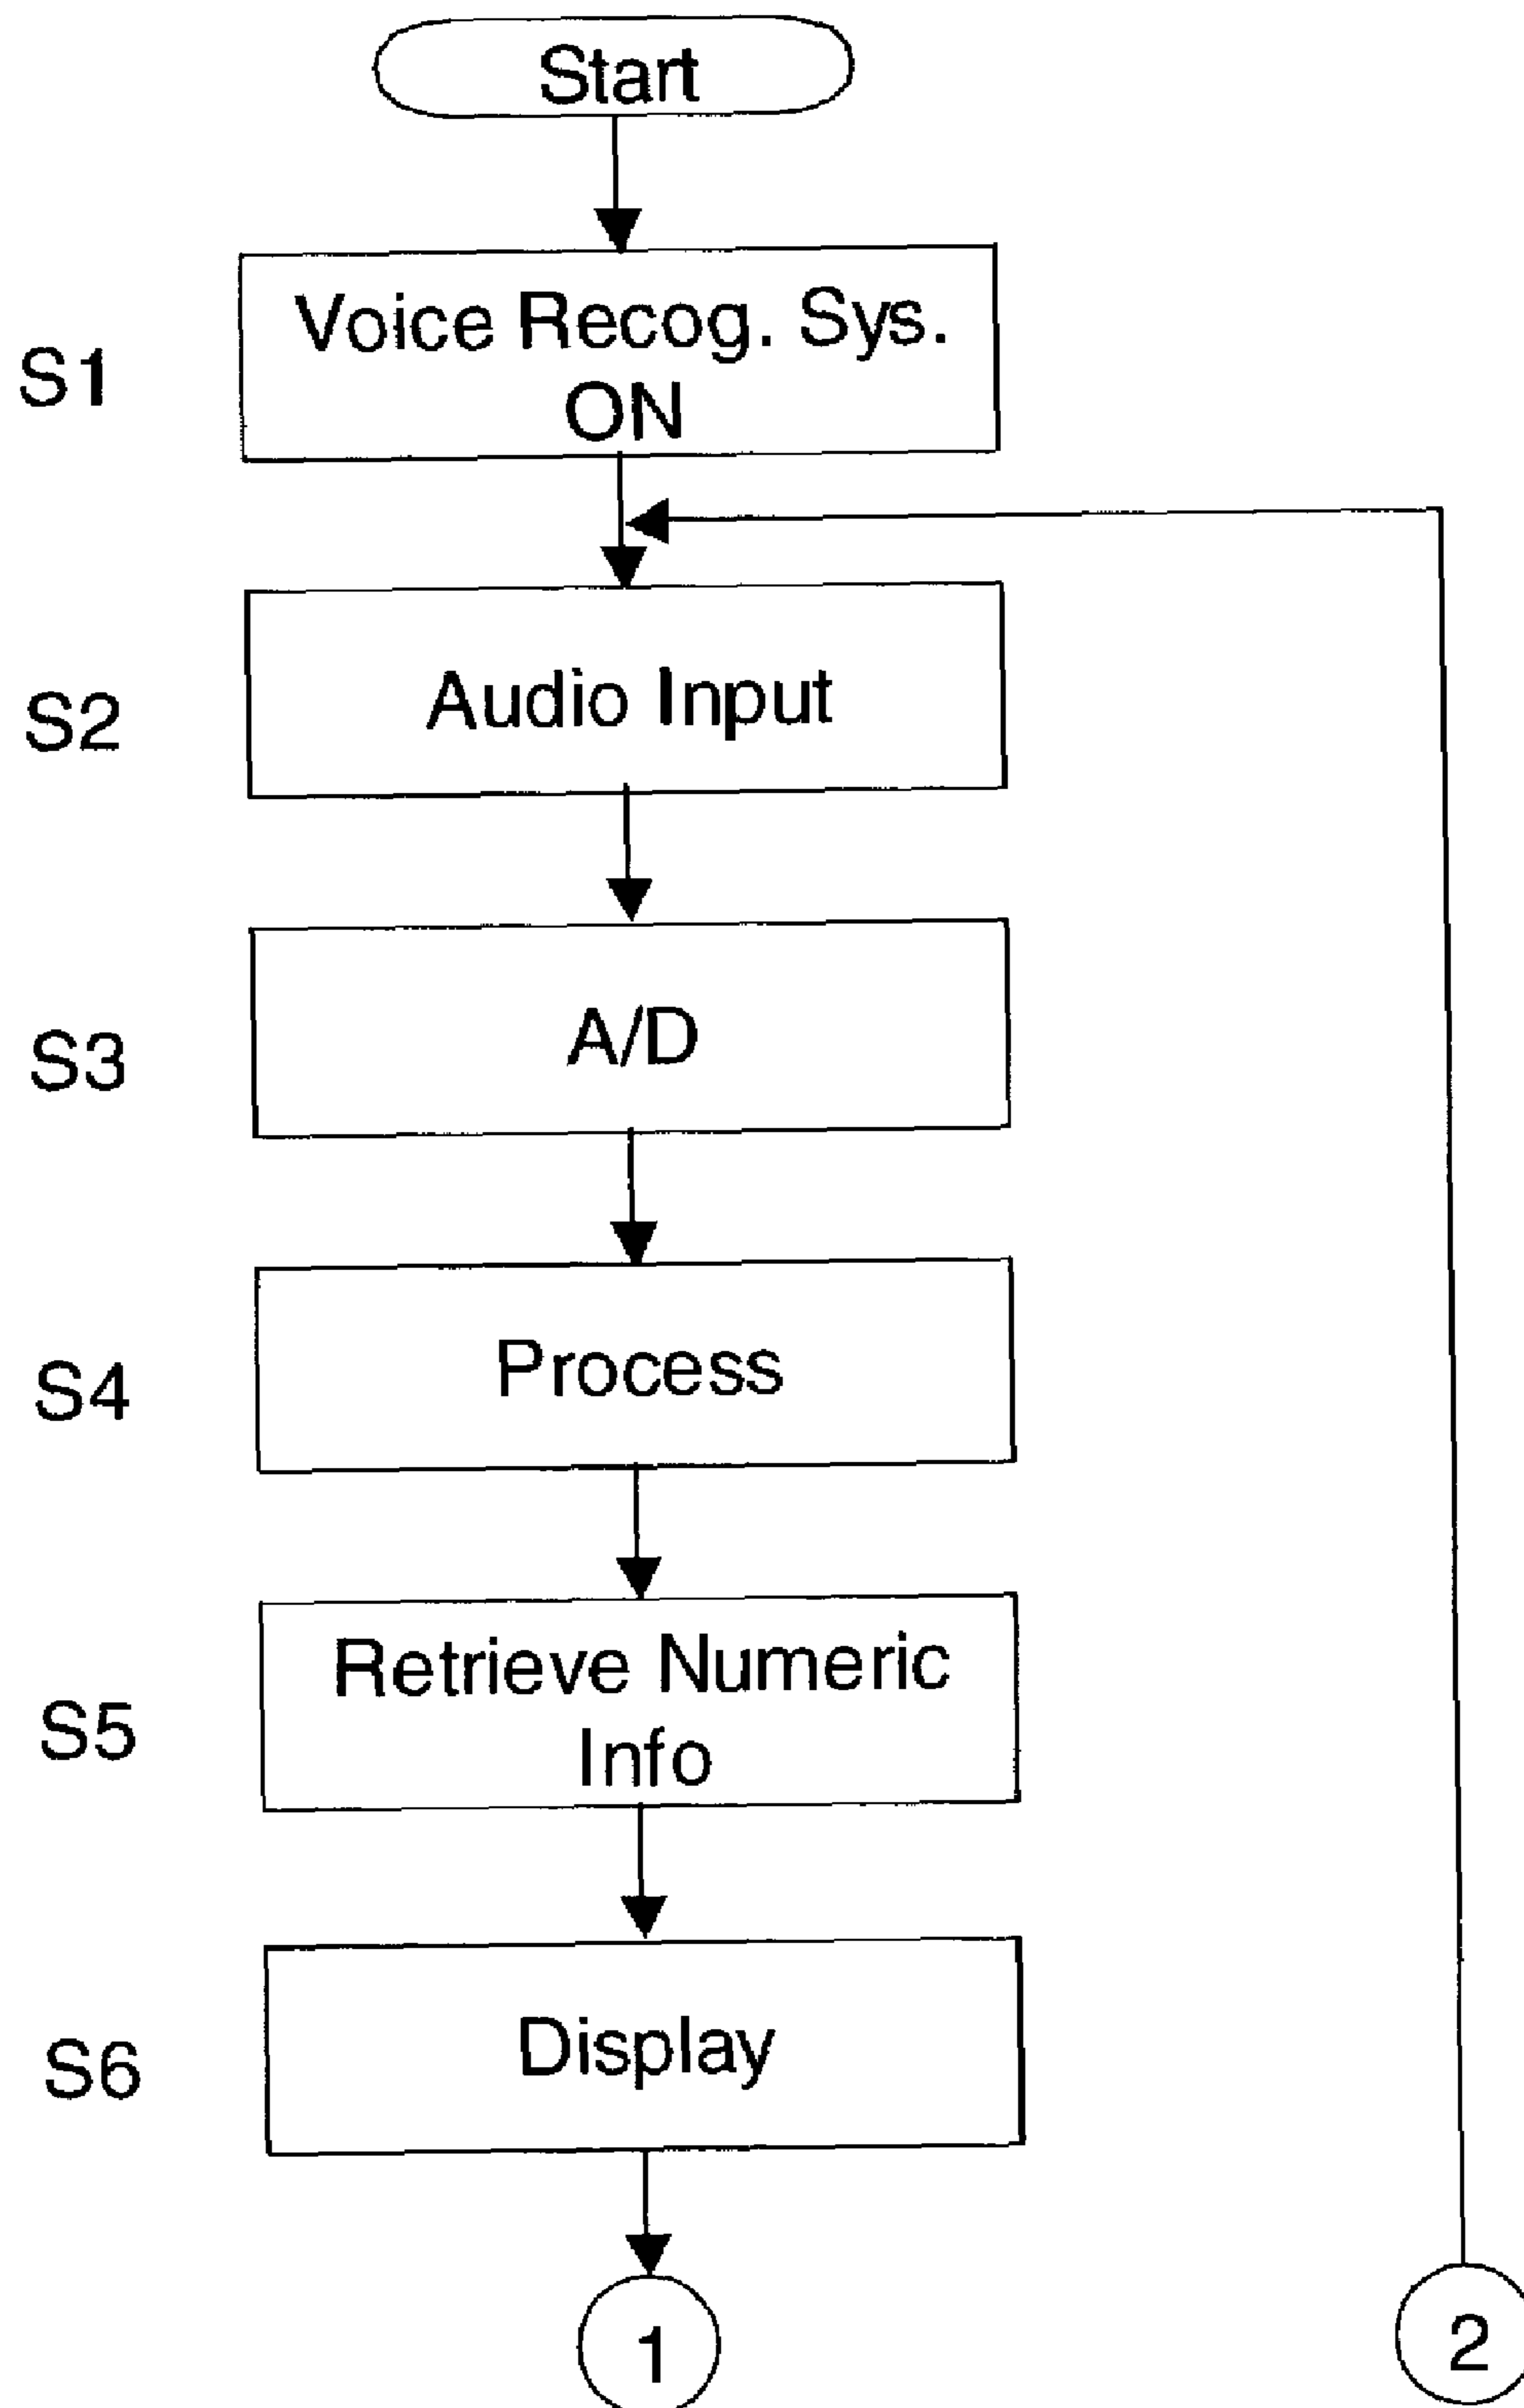 Start
S1
Voice Recog. Sys.
ON
S2
Audio Input
S3
A/D
S4
Process
S5
Retrieve Numeric
Info
S6
Display
1
2